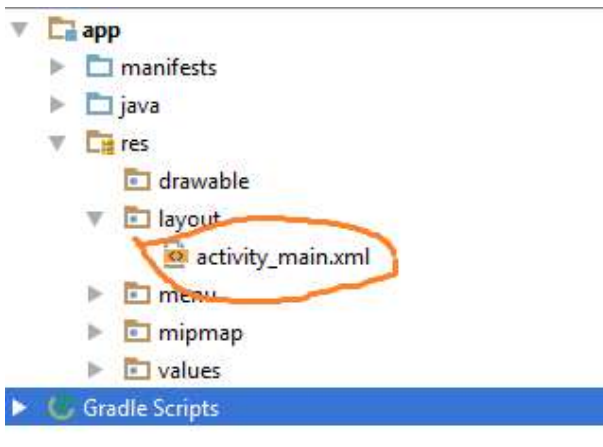 app
manifests
java
res
drawable
layout
activity_main.xml
menu
mipmap
values
Gradle Scripts